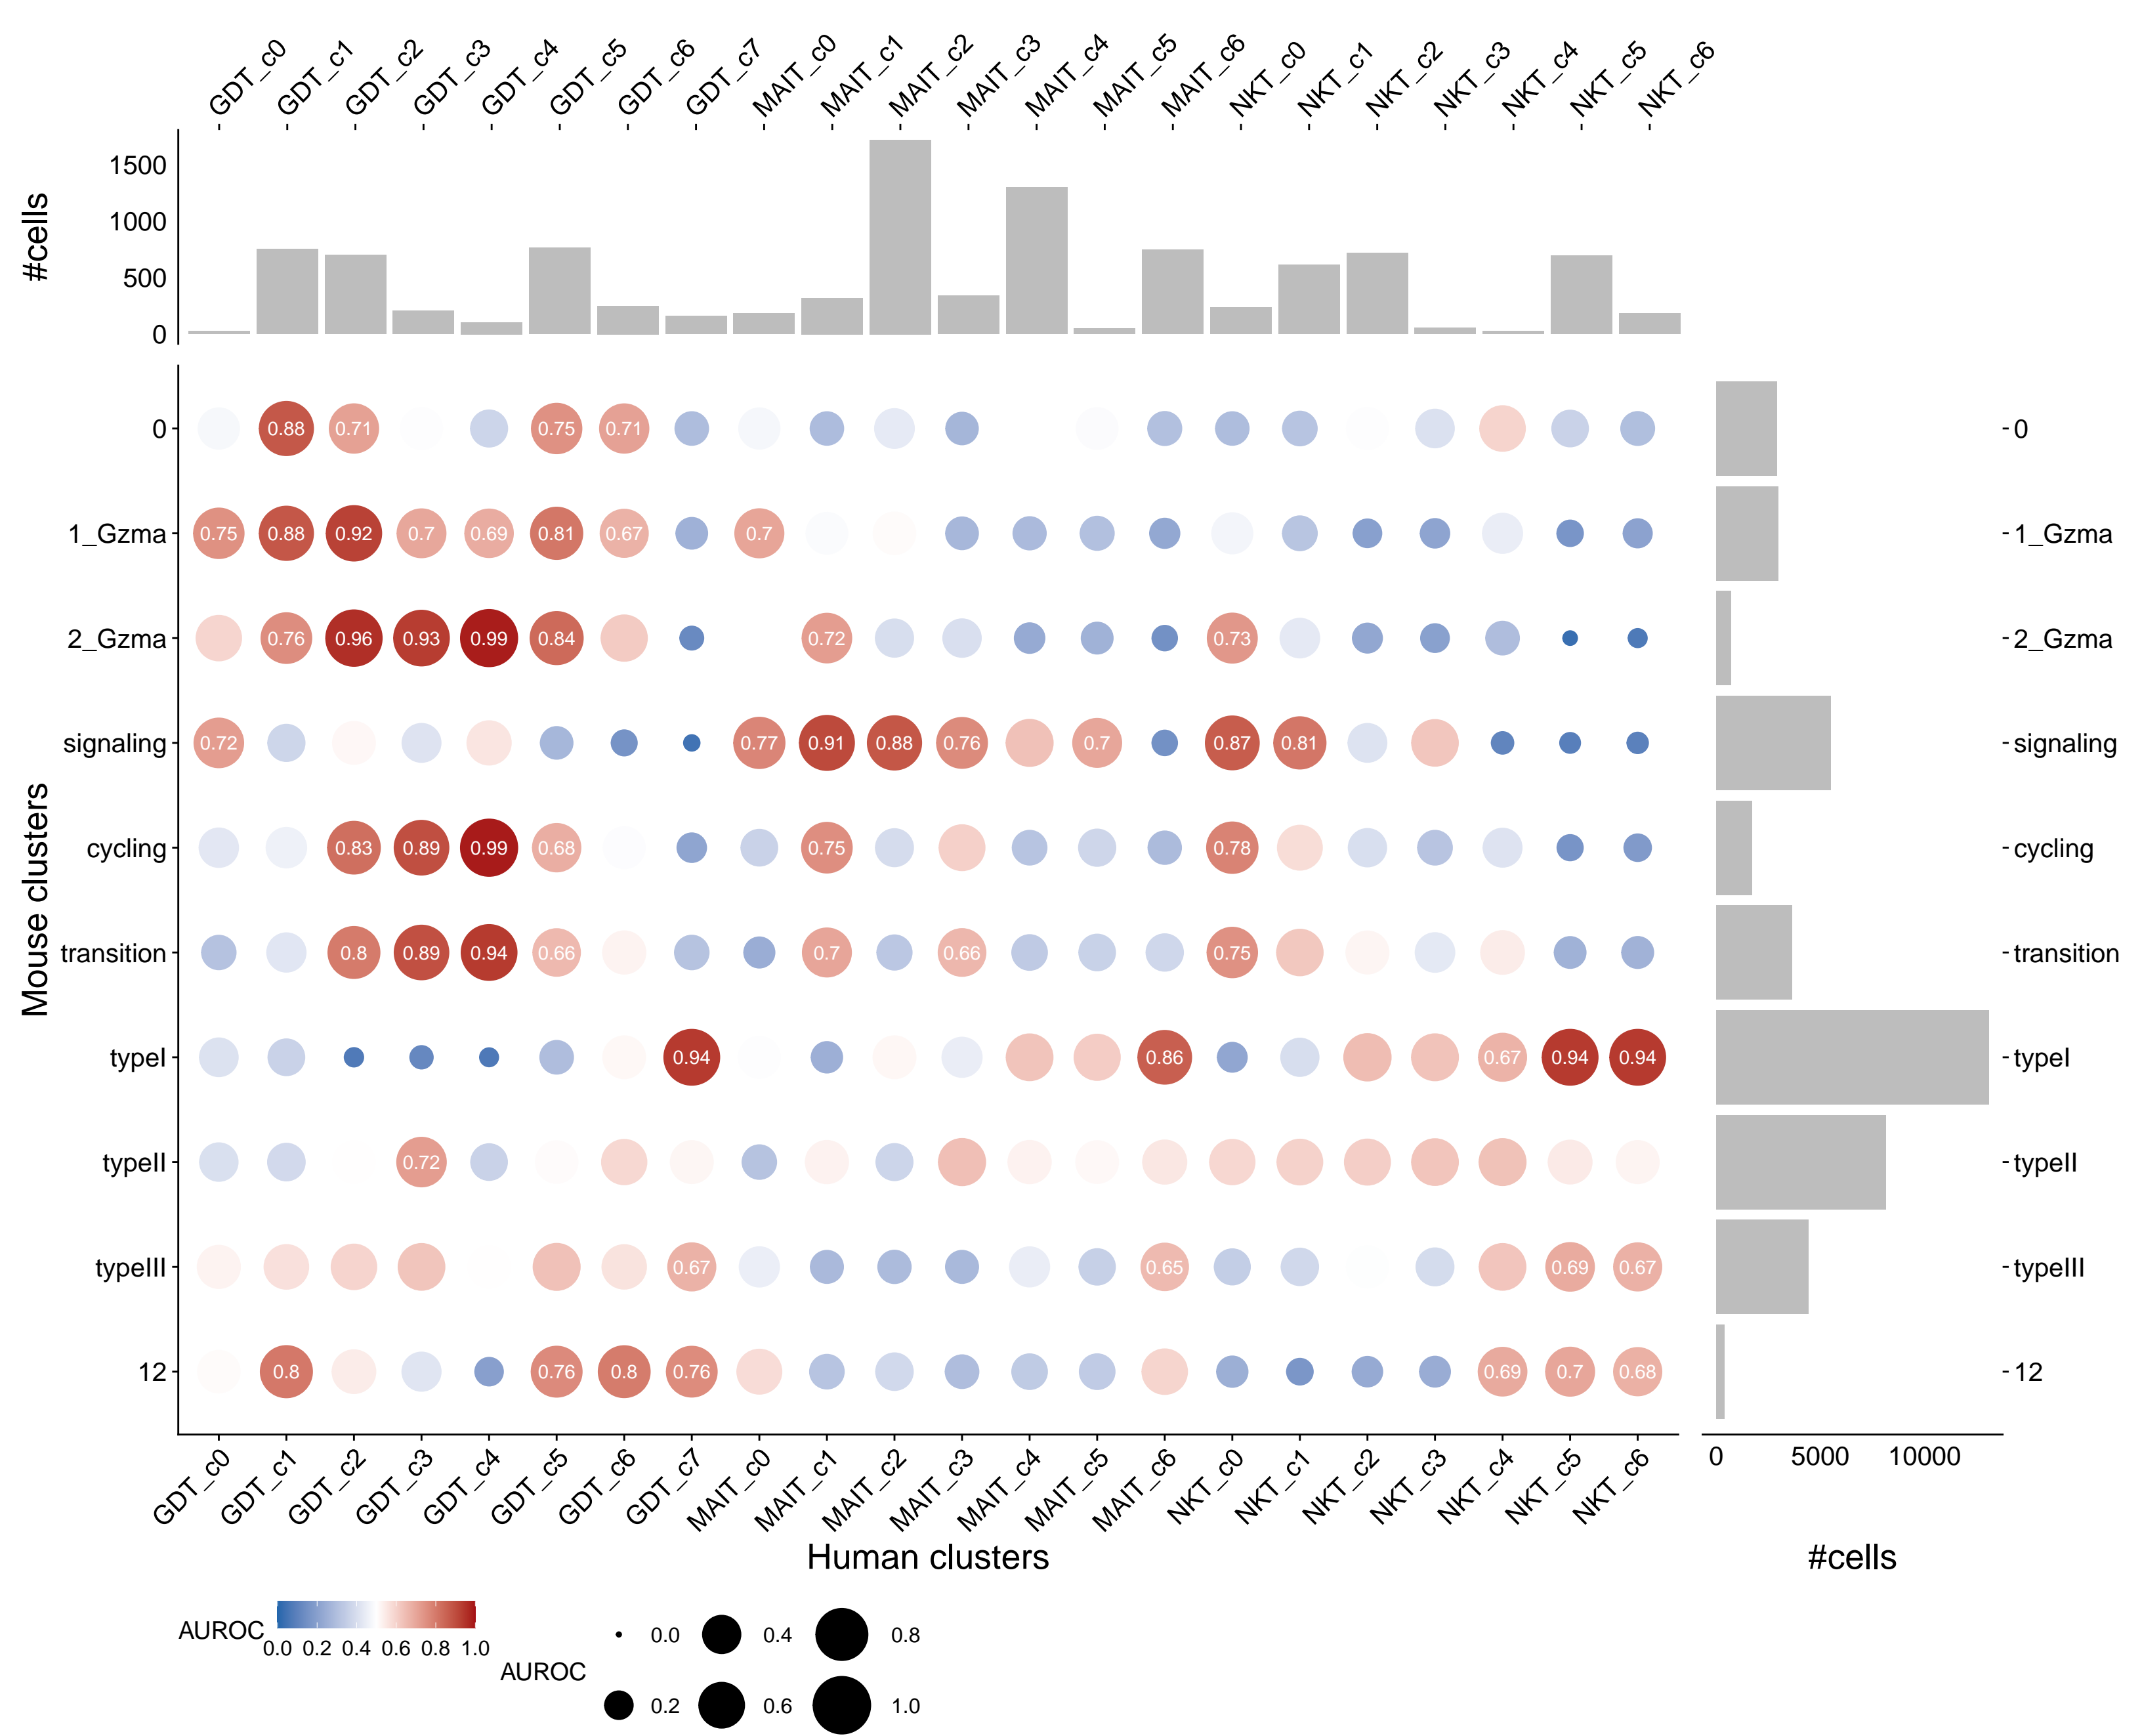 GDT_c0 GDT_c1 GDT_c2 GDT_c3 GDT_c4 GDT_c5 GDT_c6 GDT_c7 MAIT_c0 MAIT_c1 MAIT_c2 MAIT_c3 MAIT_c4 MAIT_c5 MAIT_c6 NKT_c0 NKT_c1 NKT_c2 NKT_c3 NKT_c4 NKT_c5 NKT_c6
#cells
1500
1000
500
0
Mouse clusters
0 0.88 0.71 0.75 0.71 0
1_Gzma 0.75 0.88 0.92 0.7 0.69 0.81 0.67 0.7 1_Gzma
2_Gzma 0.76 0.96 0.93 0.99 0.84 0.72 0.73 2_Gzma
signaling 0.72 0.77 0.91 0.88 0.76 0.7 0.87 0.81 signaling
cycling 0.83 0.89 0.99 0.68 0.75 0.78 cycling
transition 0.8 0.89 0.94 0.66 0.7 0.66 0.75 transition
typeI 0.94 0.86 0.67 0.94 0.94 typeI
typeII 0.72 typeII
typeIII 0.67 0.65 0.69 0.67 typeIII
12 0.8 0.76 0.8 0.76 0.69 0.7 0.68 12
GDT_c0 GDT_c1 GDT_c2 GDT_c3 GDT_c4 GDT_c5 GDT_c6 GDT_c7 MAIT_c0 MAIT_c1 MAIT_c2 MAIT_c3 MAIT_c4 MAIT_c5 MAIT_c6 NKT_c0 NKT_c1 NKT_c2 NKT_c3 NKT_c4 NKT_c5 NKT_c6
0 5000 10000
Human clusters
#cells
AUROC
0.0 0.2 0.4 0.6 0.8 1.0
AUROC
0.0 0.4 0.8
0.2 0.6 1.0